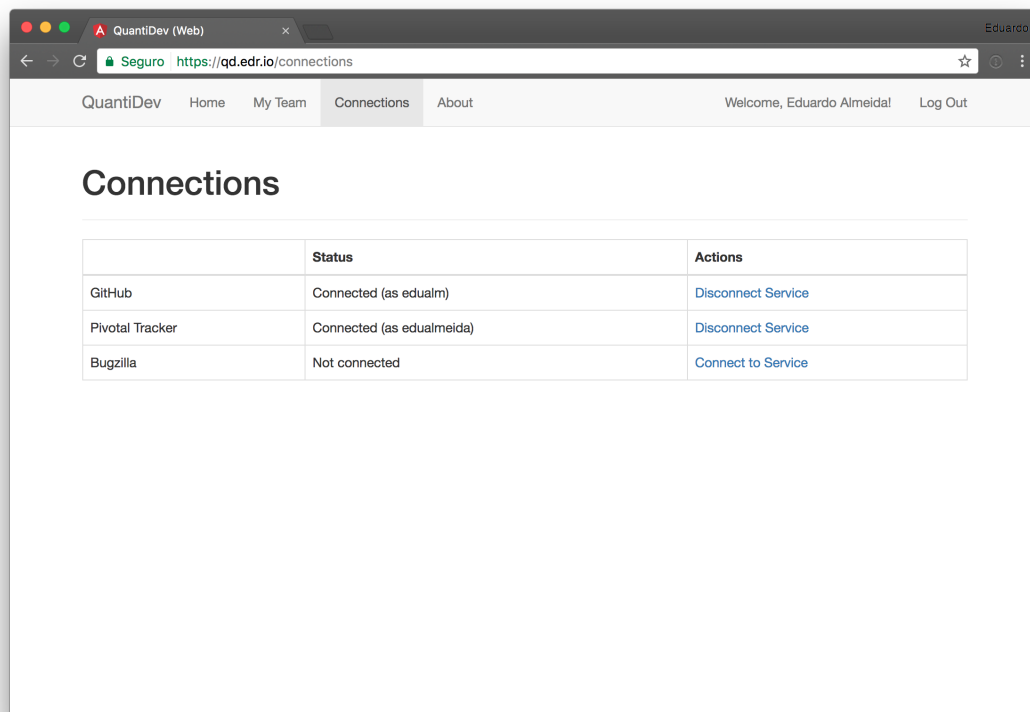 QuantiDev (Web)
Eduardo
Seguro https://qd.edr.io/connections
QuantiDev Home My Team Connections About Welcome, Eduardo Almeida! Log Out
Connections
Status Actions
GitHub Connected (as edualm) Disconnect Service
Pivotal Tracker Connected (as edualmeida) Disconnect Service
Bugzilla Not connected Connect to Service